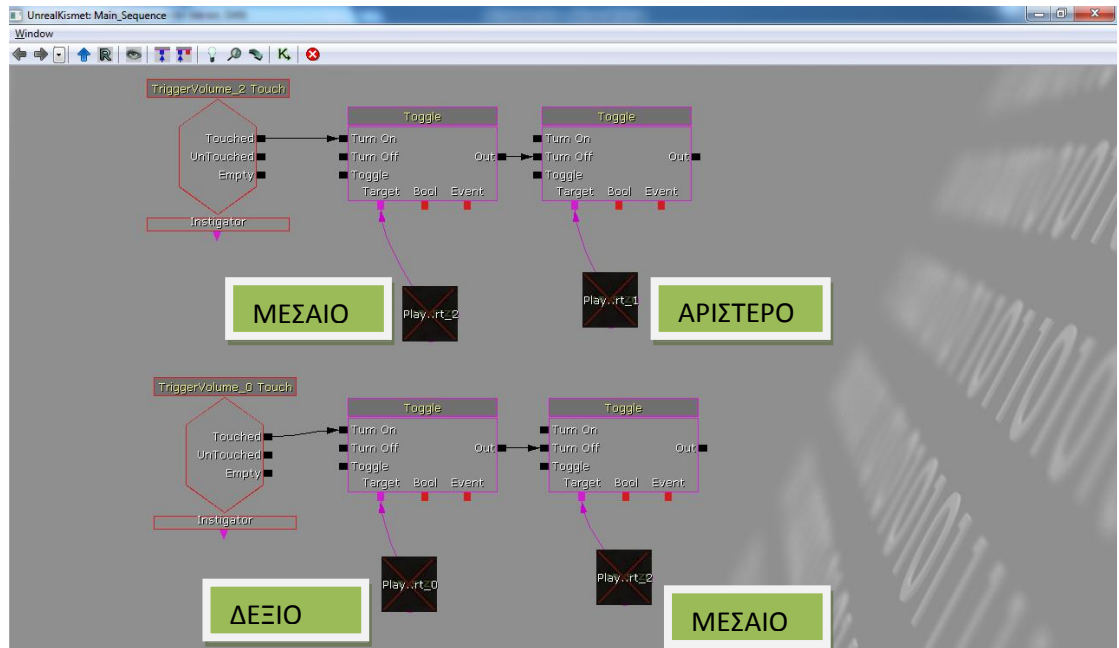 UnrealKismet: Main_Sequence
Window
TriggerVolume_2 Touch
Touched
UnTouched
Empty
Instigator
Toggle
Turn On
Turn Off
Out
Toggle
Target Bool Event
Toggle
Turn On
Turn Off
Out
Toggle
Target Bool Event
ΜΕΣΑΙΟ
Play..rt_2
Play..rt_1
ΑΡΙΣΤΕΡΟ
TriggerVolume_0 Touch
Touched
UnTouched
Empty
Instigator
Toggle
Turn On
Turn Off
Out
Toggle
Target Bool Event
Toggle
Turn On
Turn Off
Out
Toggle
Target Bool Event
ΔΕΞΙΟ
Play..rt_0
Play..rt_2
ΜΕΣΑΙΟ